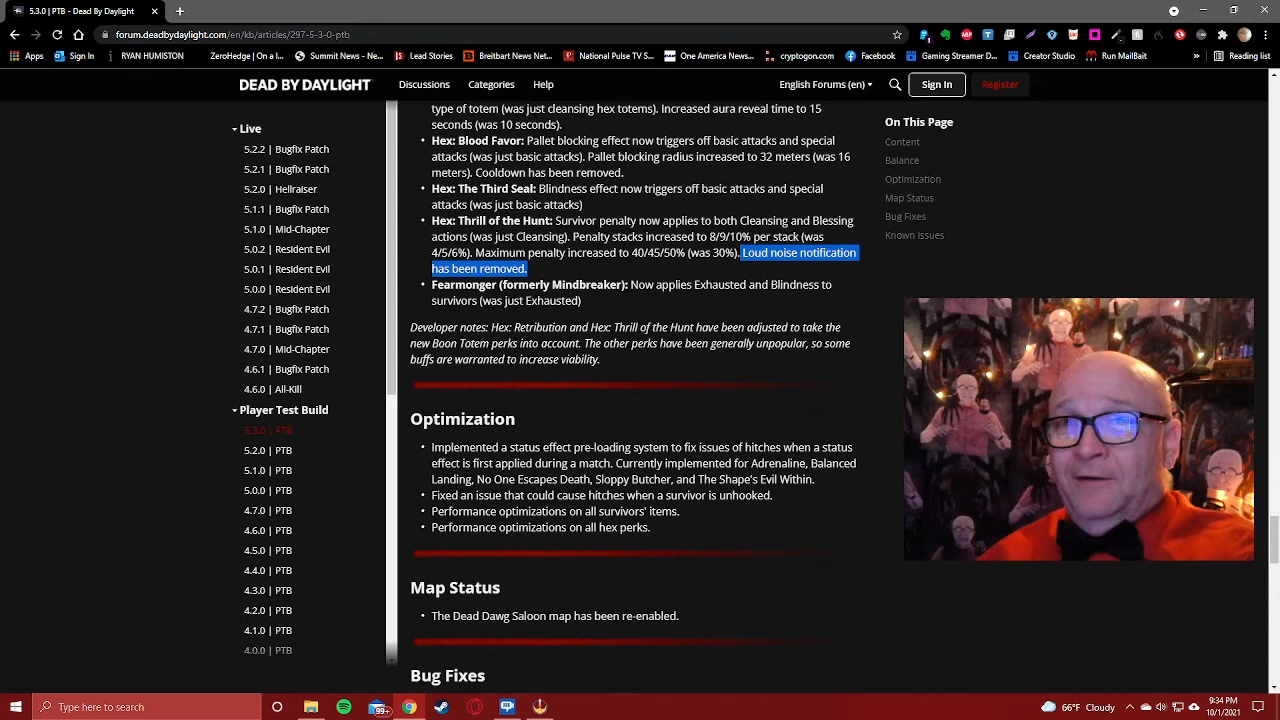 5.3.0 | PTB - Dead by Daylight
forum.deadbydaylight.com/en/kb/articles/297-5-3-0-ptb
Apps
Sign In
RYAN HUMISTON
ZeroHedge | On a...
Summit News - Sum...
Lead Stories
Breitbart News Net...
National Pulse "NATI S...
One America News...
cryptogon.com
Facebook
Gaming Streamed D...
Creator Studio
Run MailBait
»
Reading list
DEAD BY DAYLIGHT
Discussions
Categories
Help
English Forums (en)
Sign In
Register
Live
5.2.2 | Bugfix Patch
5.2.1 | Bugfix Patch
5.2.0 | Hellraiser
5.1.1 | Bugfix Patch
5.1.0 | Mid-Chapter
5.0.2 | Resident Evil
5.0.1 | Resident Evil
5.0.0 | Resident Evil
4.7.2 | Bugfix Patch
4.7.1 | Bugfix Patch
4.7.0 | Mid-Chapter
4.6.1 | Bugfix Patch
4.6.0 | All-Kill
Player Test Build
5.3.0 | PTB
5.2.0 | PTB
5.1.0 | PTB
5.0.0 | PTB
4.7.0 | PTB
4.6.0 | PTB
4.5.0 | PTB
4.4.0 | PTB
4.3.0 | PTB
4.2.0 | PTB
4.1.0 | PTB
4.0.0 | PTB
type of totem (was just cleansing hex totems). Increased aura reveal time to 15
seconds (was 10 seconds).
• Hex: Blood Favor: Pallet blocking effect now triggers off basic attacks and special
attacks (was just basic attacks). Pallet blocking radius increased to 32 meters (was 16
meters). Cooldown has been removed.
• Hex: The Third Seal: Blindness effect now triggers off basic attacks and special
attacks (was just basic attacks)
• Hex: Thrill of the Hunt: Survivor penalty now applies to both Cleansing and Blessing
actions (was just Cleansing). Penalty stacks increased to 8/9/10% per stack (was
4/5/6%). Maximum penalty increased to 40/45/50% (was 30%). Loud noise notification
has been removed.
• Fearmonger (formerly Mindbreaker): Now applies Exhausted and Blindness to
survivors (was just Exhausted)
Developer notes: Hex: Retribution and Hex: Thrill of the Hunt have been adjusted to take the
new Boon Totem perks into account. The other perks have been generally unpopular, so some
buffs are warranted to increase viability.
Optimization
• Implemented a status effect pre-loading system to fix issues of hitches when a status
effect is first applied during a match. Currently implemented for Adrenaline, Balanced
Landing, No One Escapes Death, Sloppy Butcher, and The Shape's Evil Within.
• Fixed an issue that could cause hitches when a survivor is unhooked.
• Performance optimizations on all survivors' items.
• Performance optimizations on all hex perks.
Map Status
• The Dead Dawg Saloon map has been re-enabled.
Bug Fixes
On This Page
Content
Balance
Optimization
Map Status
Bug Fixes
Known Issues
Type here to search
99+
66°F Cloudy
9:34 PM
10/1/2021